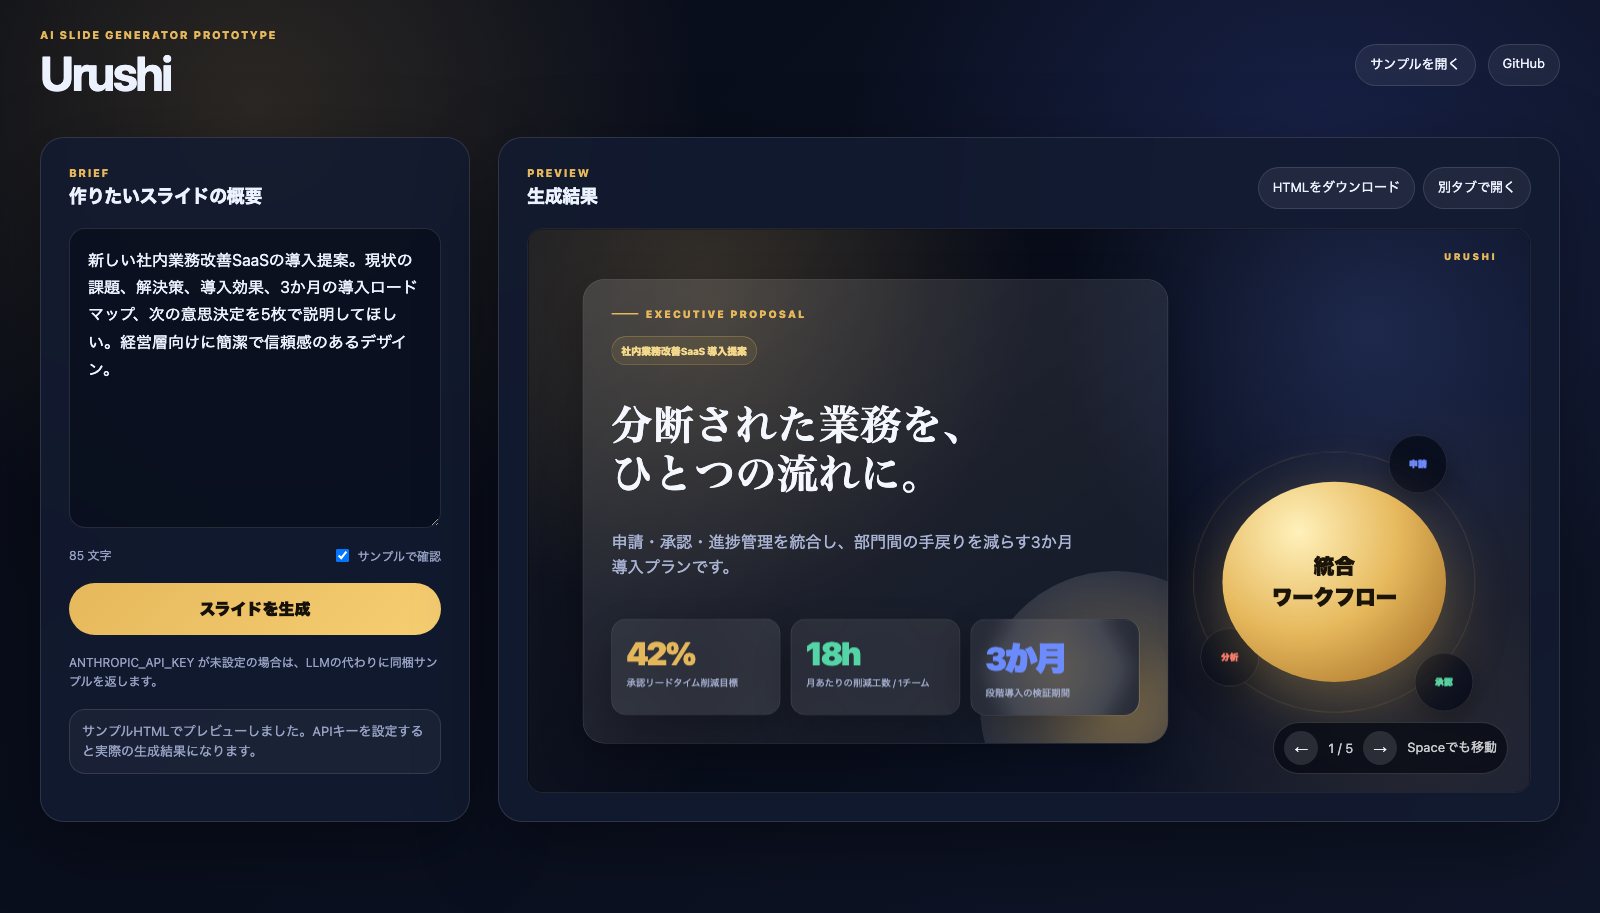 AI SLIDE GENERATOR PROTOTYPE
Urushi
サンプルを開く
GitHub
BRIEF
作りたいスライドの概要
新しい社内業務改善SaaSの導入提案。現状の
課題、解決策、導入効果、3か月の導入ロード
マップ、次の意思決定を5枚で説明してほし
い。経営層向けに簡潔で信頼感のあるデザイ
ン。
85 文字
サンプルで確認
スライドを生成
ANTHROPIC_API_KEY が未設定の場合は、LLMの代わりに同梱サン
プルを返します。
サンプルHTMLでプレビューしました。APIキーを設定する
と実際の生成結果になります。
PREVIEW
生成結果
HTMLをダウンロード
別タブで開く
URUSHI
EXECUTIVE PROPOSAL
社内業務改善SaaS 導入提案
分断された業務を、
ひとつの流れに。
申請・承認・進捗管理を統合し、部門間の手戻りを減らす3か月
導入プランです。
42%
承認リードタイム削減目標
18h
月あたりの削減工数 / 1チーム
3か月
段階導入の検証期間
申請
統合
ワークフロー
分析
承認
← 1 / 5 → Spaceでも移動